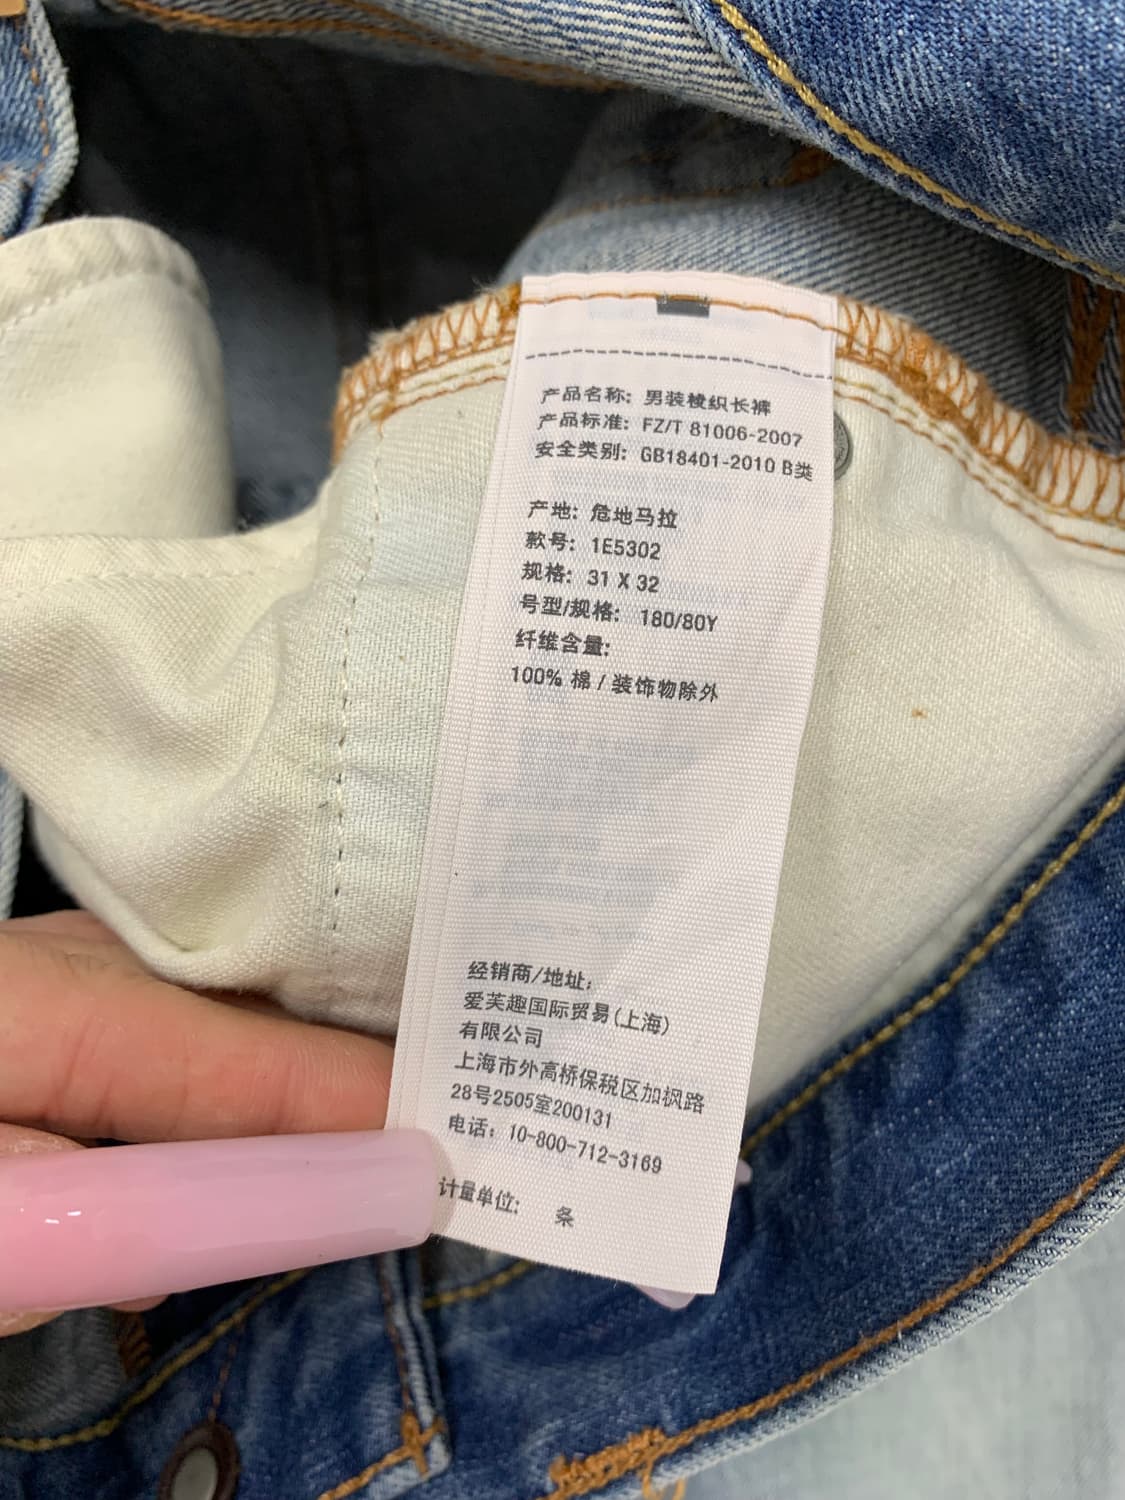 产品名称: 男装梭织长裤
产品标准: FZ/T 81006-2007
安全类别: GB18401-2010 B类
产地: 危地马拉
款号: 1E5302
规格: 31 X 32
号型/规格: 180/80Y
纤维含量:
100% 棉 / 装饰物除外
经销商/地址:
爱芙趣国际贸易(上海)
有限公司
上海市外高桥保税区加枫路
28号2505室200131
电话: 10-800-712-3169
计量单位: 条